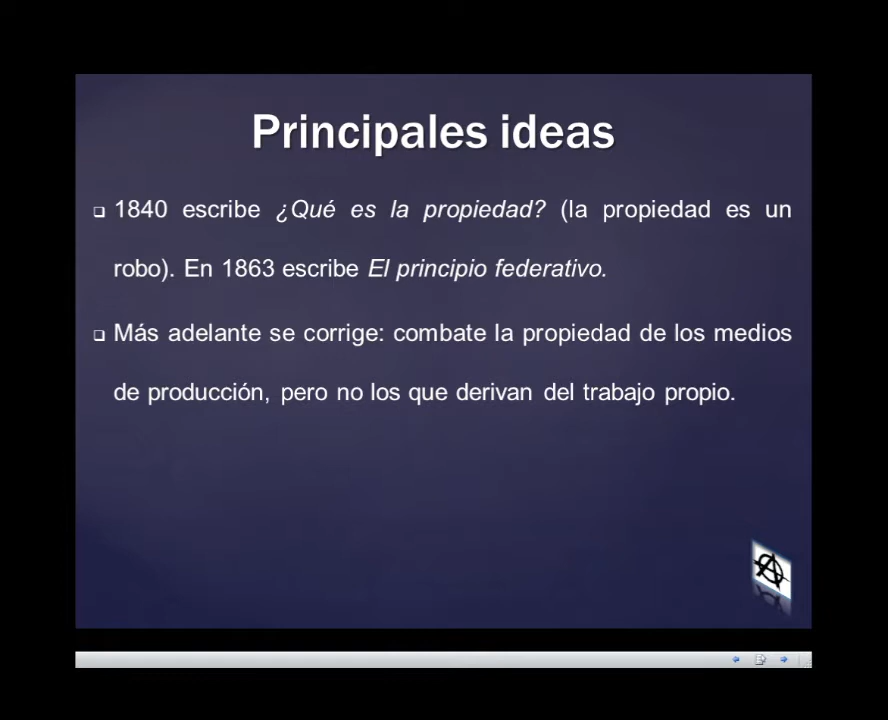 Principales ideas
1840 escribe ¿Qué es la propiedad? (la propiedad es un
robo). En 1863 escribe El principio federativo.
Más adelante se corrige: combate la propiedad de los medios
de producción, pero no los que derivan del trabajo propio.